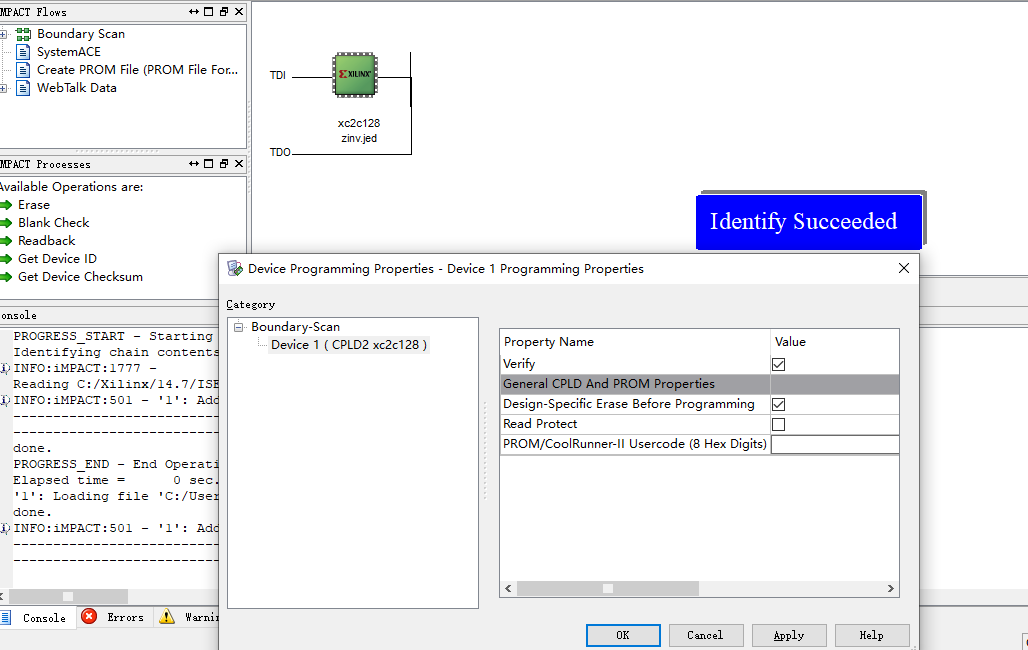 MPACT Flows
Boundary Scan
SystemACE
Create PROM File (PROM File For...
WebTalk Data
TDI
XILINX
xc2c128
zinv.jed
TDO
MPACT Processes
Available Operations are:
Erase
Blank Check
Readback
Get Device ID
Get Device Checksum
Identify Succeeded
onsole
PROGRESS_START - Starting
Identifying chain contents
INFO:iMPACT:1777 -
Reading C:/Xilinx/14.7/ISE
INFO:iMPACT:501 - '1': Add
----------------------------
----------------------------
done.
PROGRESS_END - End Operati
Elapsed time =      0 sec.
'1': Loading file 'C:/User
done.
INFO:iMPACT:501 - '1': Add
----------------------------
----------------------------
Console
Errors
Warnin
Device Programming Properties - Device 1 Programming Properties
Category
Boundary-Scan
Device 1 ( CPLD2 xc2c128 )
Property Name Value
Verify
General CPLD And PROM Properties
Design-Specific Erase Before Programming
Read Protect
PROM/CoolRunner-II Usercode (8 Hex Digits)
OK
Cancel
Apply
Help